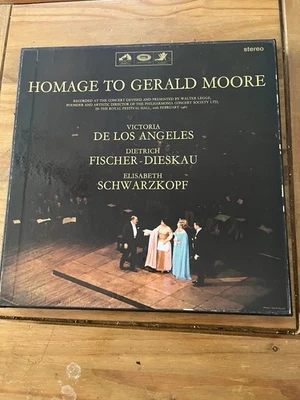 stereo
HOMAGE TO GERALD MOORE
RECORDED AT THE CONCERT DEVISED AND PRESENTED BY WALTER LEGGE,
FOUNDER AND ARTISTIC DIRECTOR OF THE PHILHARMONIA CONCERT SOCIETY LTD,
IN THE ROYAL FESTIVAL HALL, 20th FEBRUARY 1967
VICTORIA
DE LOS ANGELES
DIETRICH
FISCHER-DIESKAU
ELISABETH
SCHWARZKOPF